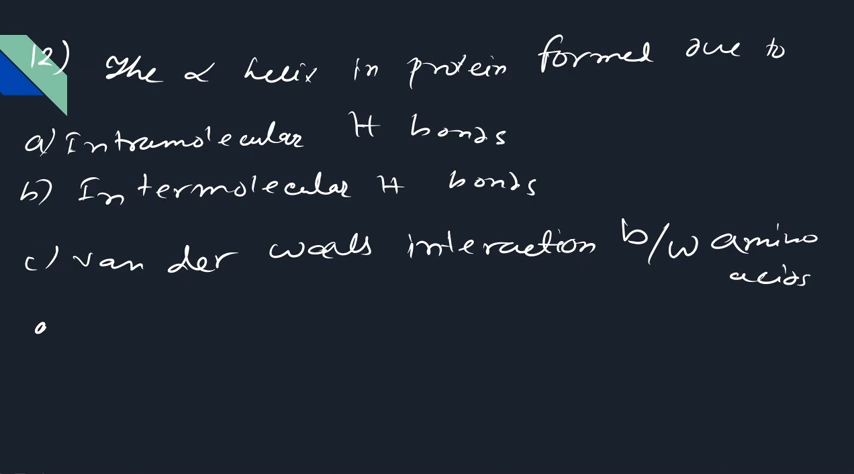 12) The α helix in protein formed due to
a) Intramolecular H bonds
b) Intermolecular H bonds
c) van der waals interaction b/w amino
acids